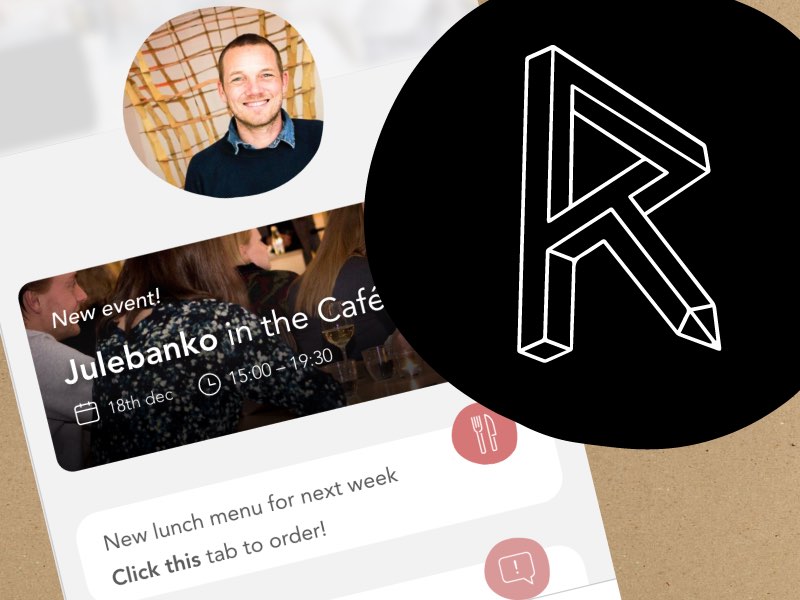 New event!
Julebanko in the Café
18th dec 15:00 – 19:30
New lunch menu for next week
Click this tab to order!
R
!